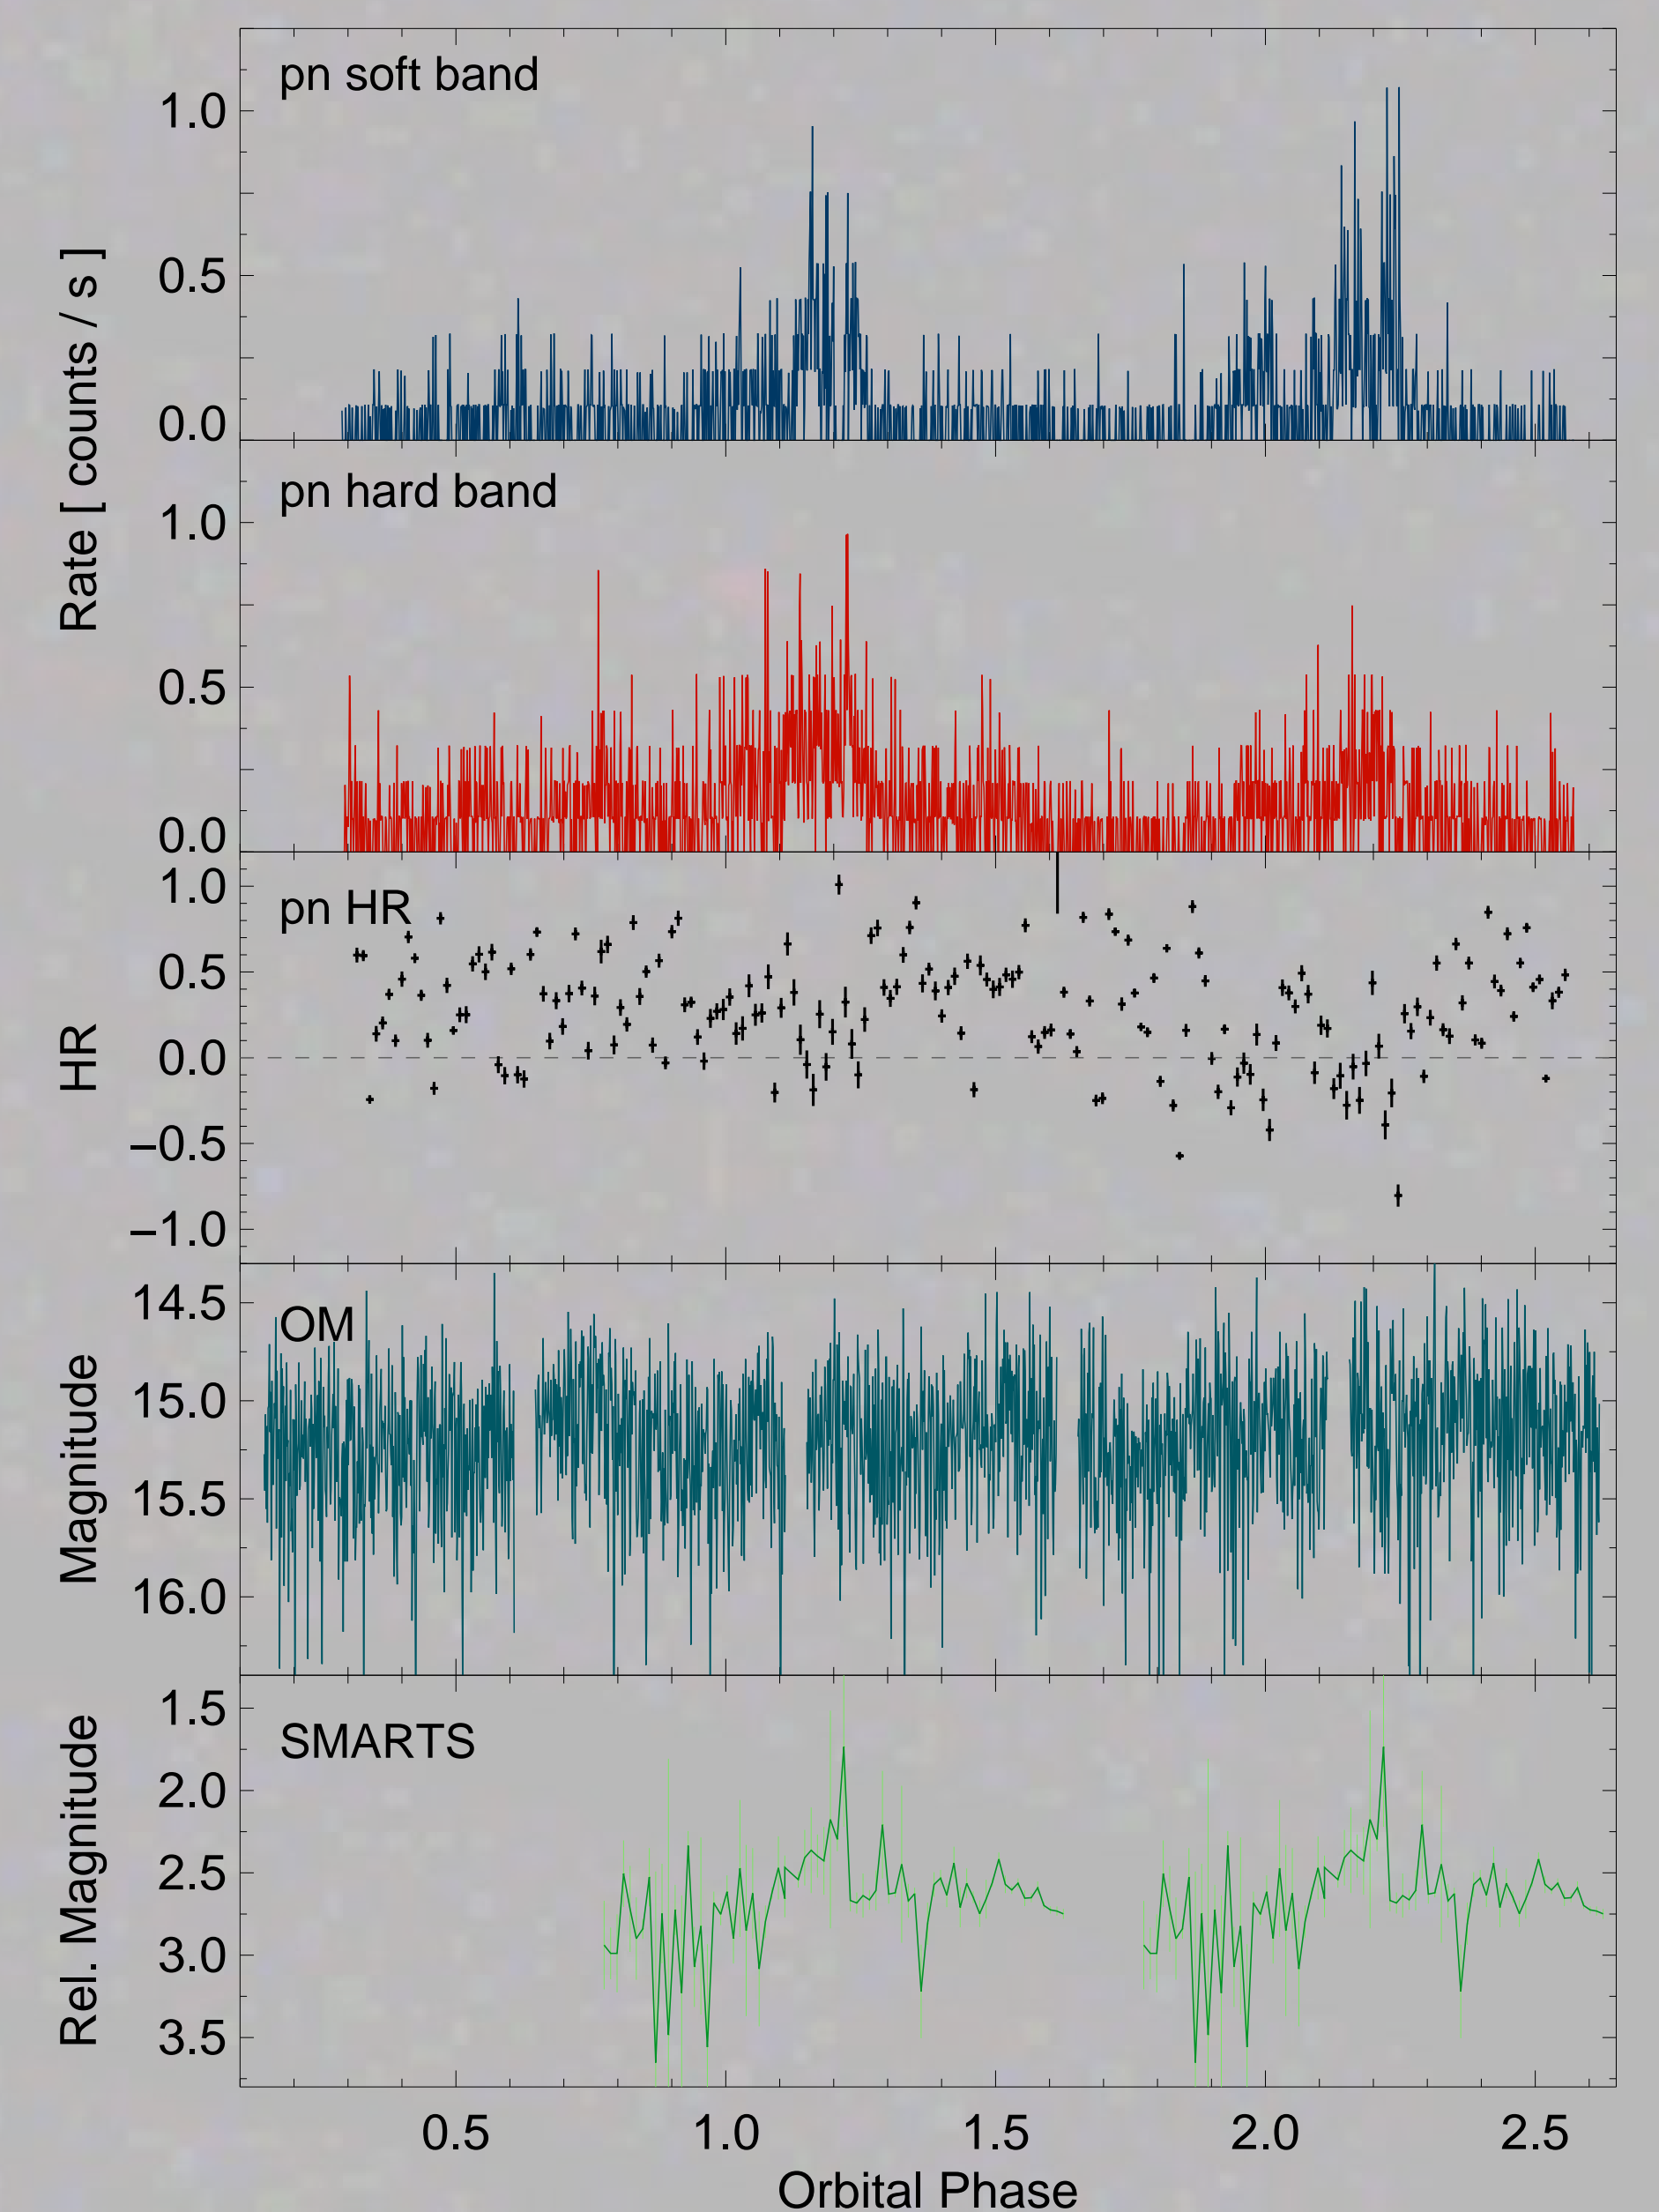 pn soft band
1.0
0.5
0.0
Rate [ counts / s ]
pn hard band
1.0
0.5
0.0
pn HR
1.0
0.5
0.0
−0.5
−1.0
HR
OM
14.5
15.0
15.5
16.0
Magnitude
SMARTS
1.5
2.0
2.5
3.0
3.5
Rel. Magnitude
0.5 1.0 1.5 2.0 2.5
Orbital Phase